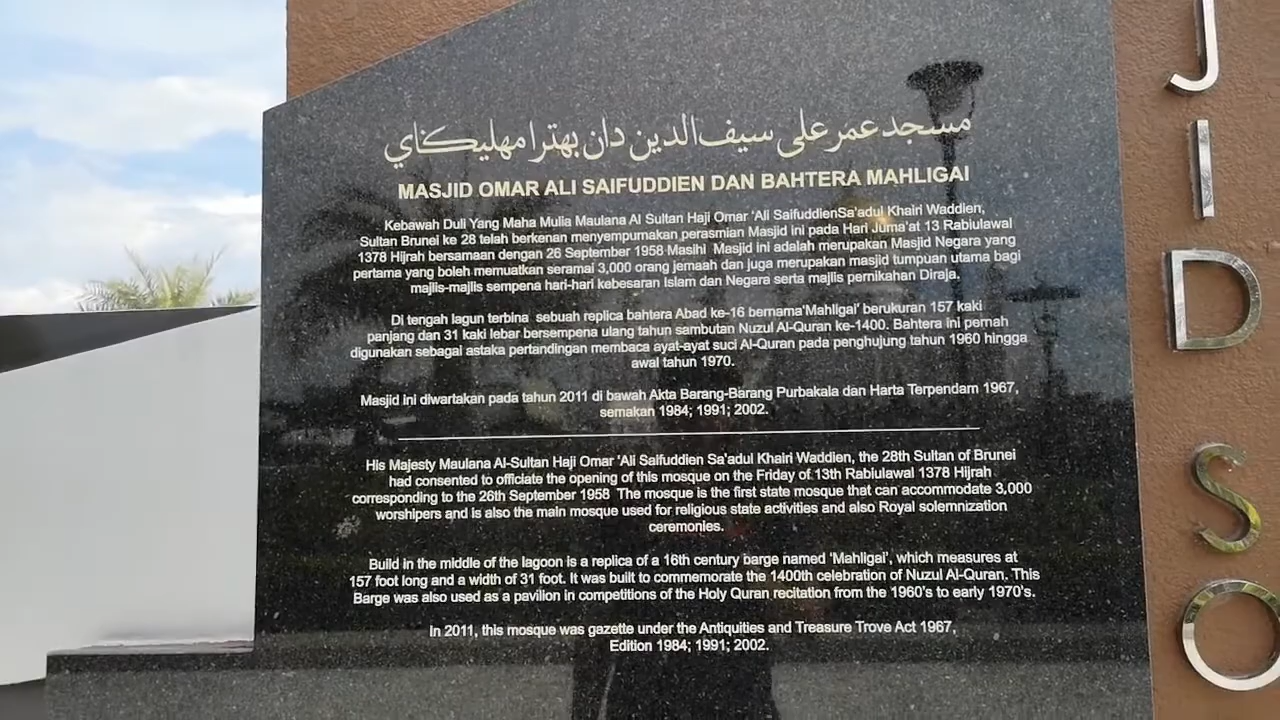 مسجد عمر علي سيف الدين دان بهترا مهليڬاي
MASJID OMAR ALI SAIFUDDIEN DAN BAHTERA MAHLIGAI
Kebawah Duli Yang Maha Mulia Maulana Al Sultan Haji Omar 'Ali SaifuddienSa'adul Khairi Waddien,
Sultan Brunei ke 28 telah berkenan menyempurnakan perasmian Masjid ini pada Hari Juma'at 13 Rabiulawal
1378 Hijrah bersamaan dengan 26 September 1958 Masihi Masjid ini adalah merupakan Masjid Negara yang
pertama yang boleh memuatkan seramai 3,000 orang jemaah dan juga merupakan masjid tumpuan utama bagi
majlis-majlis sempena hari-hari kebesaran Islam dan Negara serta majlis pernikahan Diraja.
Di tengah lagun terbina sebuah replica bahtera Abad ke-16 bernama'Mahligai' berukuran 157 kaki
panjang dan 31 kaki lebar bersempena ulang tahun sambutan Nuzul Al-Quran ke-1400. Bahtera ini pernah
digunakan sebagai astaka pertandingan membaca ayat-ayat suci Al-Quran pada penghujung tahun 1960 hingga
awal tahun 1970.
Masjid ini diwartakan pada tahun 2011 di bawah Akta Barang-Barang Purbakala dan Harta Terpendam 1967,
semakan 1984; 1991; 2002.
His Majesty Maulana Al-Sultan Haji Omar 'Ali Saifuddien Sa'adul Khairi Waddien, the 28th Sultan of Brunei
had consented to officiate the opening of this mosque on the Friday of 13th Rabiulawal 1378 Hijrah
corresponding to the 26th September 1958 The mosque is the first state mosque that can accommodate 3,000
worshipers and is also the main mosque used for religious state activities and also Royal solemnization
ceremonies.
Build in the middle of the lagoon is a replica of a 16th century barge named 'Mahligai', which measures at
157 foot long and a width of 31 foot. It was built to commemorate the 1400th celebration of Nuzul Al-Quran. This
Barge was also used as a pavilion in competitions of the Holy Quran recitation from the 1960's to early 1970's.
In 2011, this mosque was gazette under the Antiquities and Treasure Trove Act 1967,
Edition 1984; 1991; 2002.
J
I
D
S
O